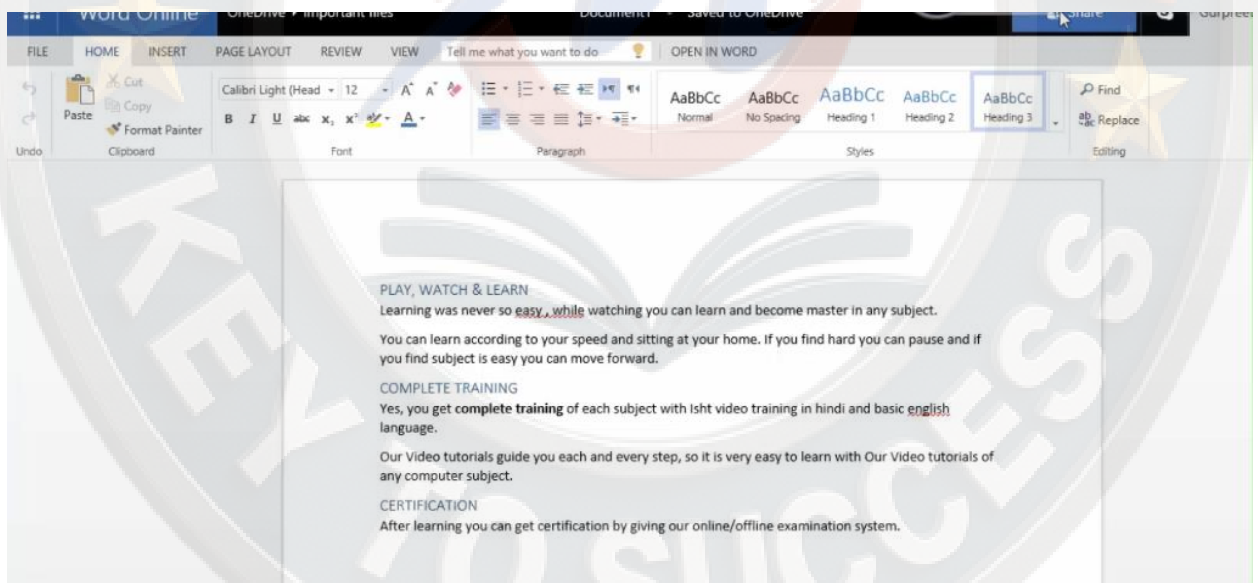 Word Online OneDrive ▸ Important files Document1 - Saved to OneDrive Share Gurpreet
FILE HOME INSERT PAGE LAYOUT REVIEW VIEW Tell me what you want to do OPEN IN WORD
Cut
Copy
Format Painter
Paste
Undo
Clipboard
Calibri Light (Head 12
B I U abc x₂ x² A
Font
Paragraph
AaBbCc AaBbCc AaBbCc AaBbCc AaBbCc
Normal No Spacing Heading 1 Heading 2 Heading 3
Styles
Find
Replace
Editing
PLAY, WATCH & LEARN
Learning was never so easy , while watching you can learn and become master in any subject.
You can learn according to your speed and sitting at your home. If you find hard you can pause and if
you find subject is easy you can move forward.
COMPLETE TRAINING
Yes, you get complete training of each subject with Isht video training in hindi and basic english
language.
Our Video tutorials guide you each and every step, so it is very easy to learn with Our Video tutorials of
any computer subject.
CERTIFICATION
After learning you can get certification by giving our online/offline examination system.
KEY TO SUCCESS